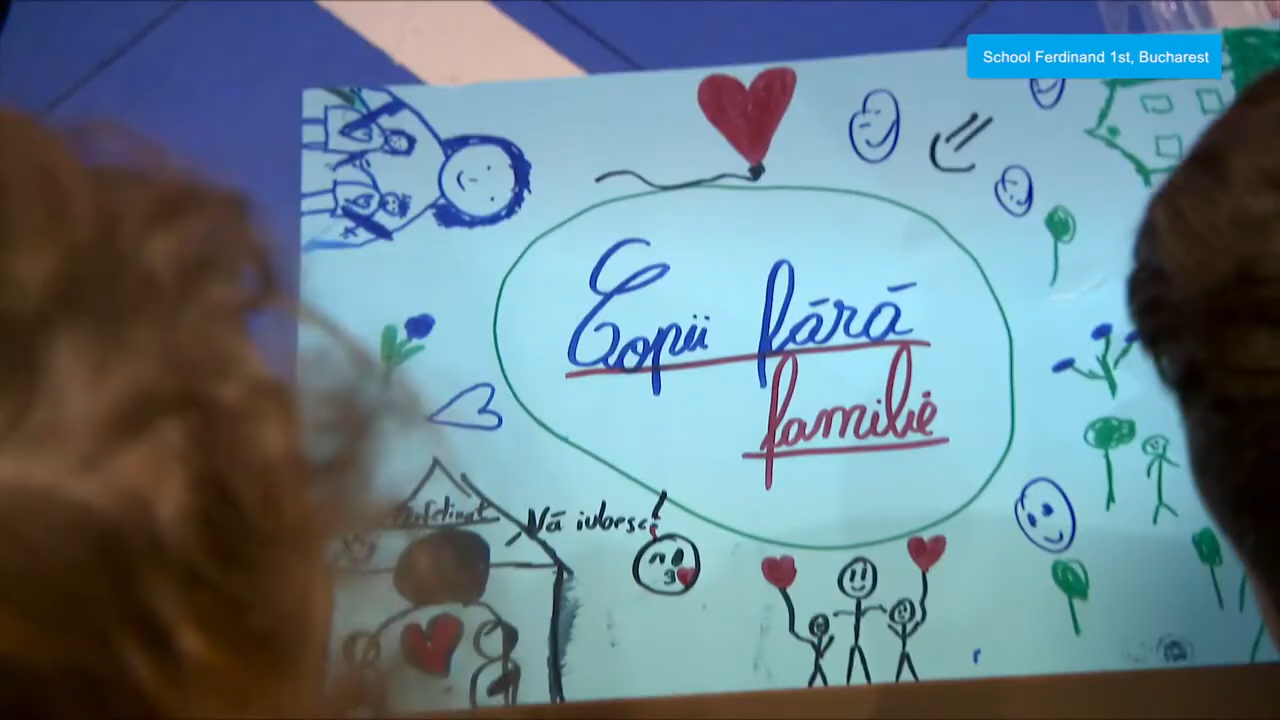 School Ferdinand 1st, Bucharest
Copii fără
familie
Vă iubesc!